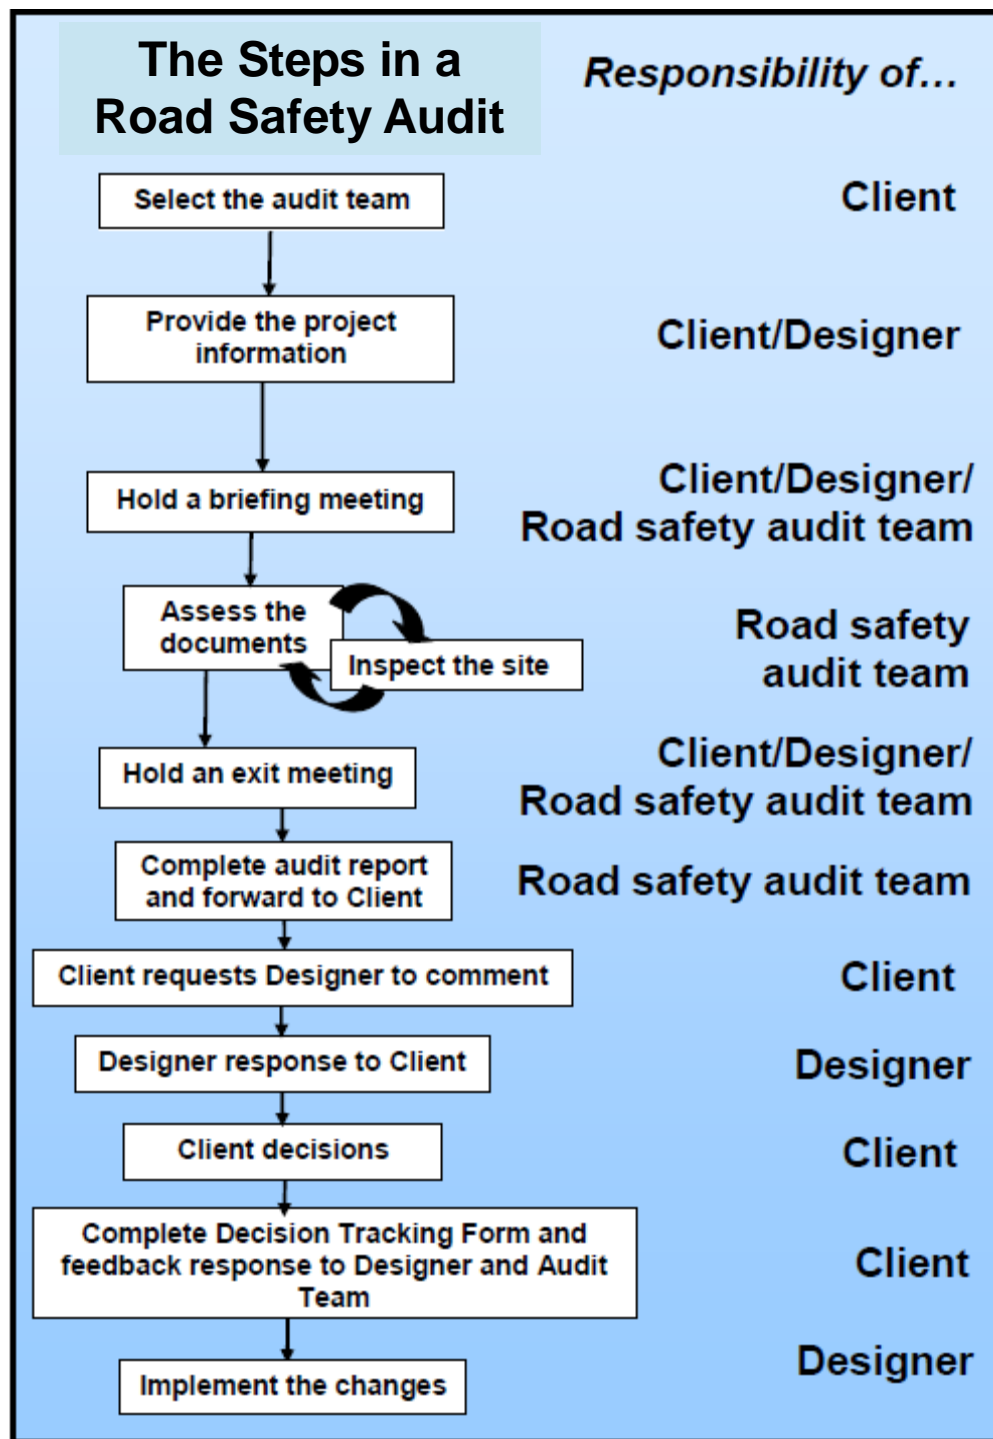 The Steps in a
Road Safety Audit
Responsibility of...
Select the audit team
Client
Provide the project
information
Client/Designer
Hold a briefing meeting
Client/Designer/
Road safety audit team
Assess the
documents
Inspect the site
Road safety
audit team
Hold an exit meeting
Client/Designer/
Road safety audit team
Complete audit report
and forward to Client
Road safety audit team
Client requests Designer to comment
Client
Designer response to Client
Designer
Client decisions
Client
Complete Decision Tracking Form and
feedback response to Designer and Audit
Team
Client
Implement the changes
Designer